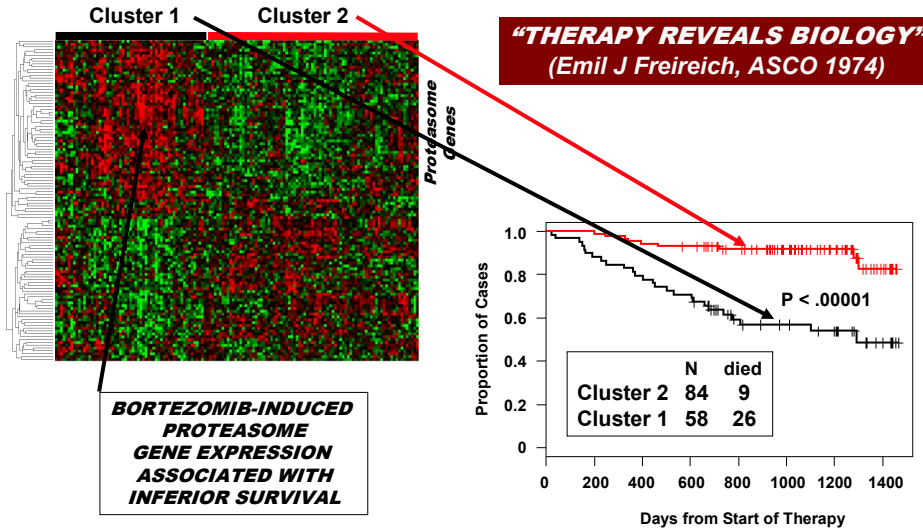 Cluster 1
Cluster 2
“THERAPY REVEALS BIOLOGY”
(Emil J Freireich, ASCO 1974)
Proteasome
Genes
BORTEZOMIB-INDUCED
PROTEASOME
GENE EXPRESSION
ASSOCIATED WITH
INFERIOR SURVIVAL
Proportion of Cases
1.0
0.8
0.6
0.4
0.2
0
P < .00001
N died
Cluster 2 84 9
Cluster 1 58 26
0 200 400 600 800 1000 1200 1400
Days from Start of Therapy